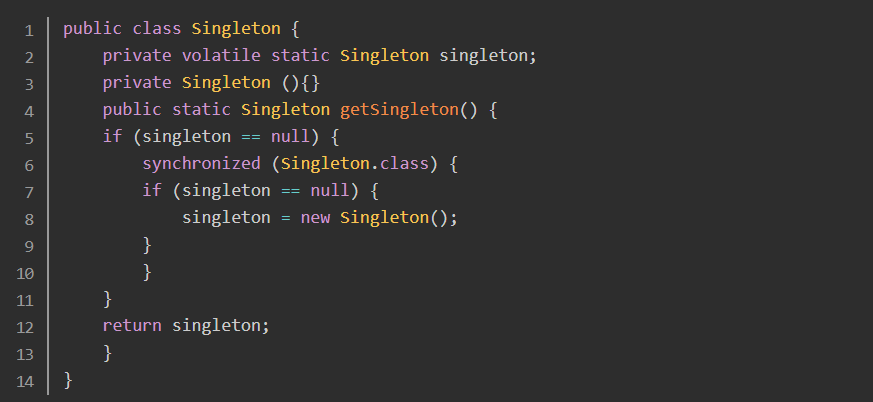 1 public class Singleton {
2     private volatile static Singleton singleton;
3     private Singleton (){}
4     public static Singleton getSingleton() {
5     if (singleton == null) {
6         synchronized (Singleton.class) {
7         if (singleton == null) {
8             singleton = new Singleton();
9         }
10         }
11     }
12     return singleton;
13     }
14 }